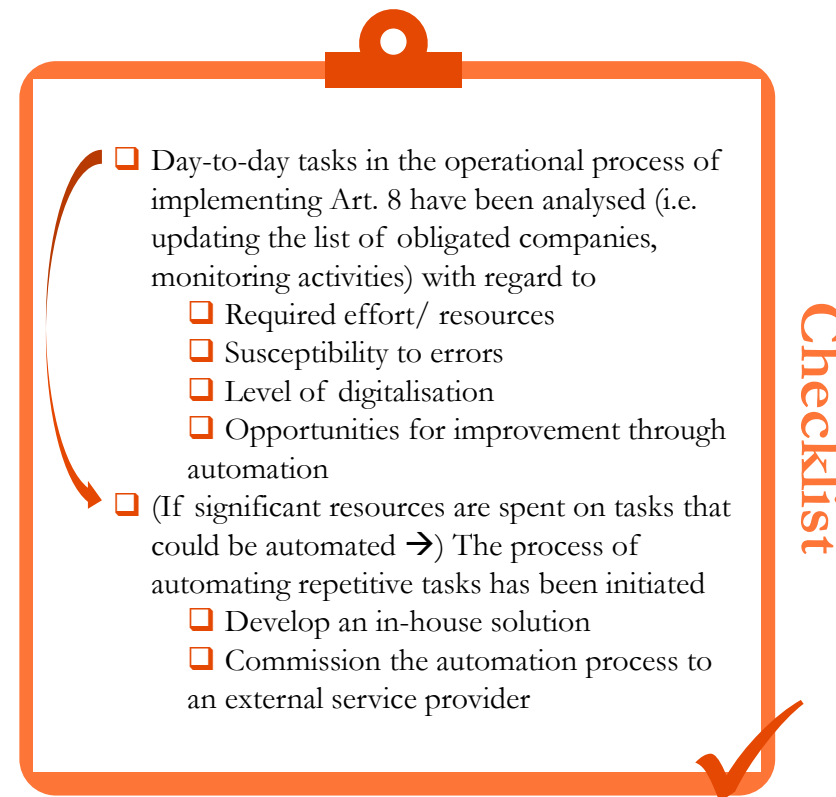 ❑ Day-to-day tasks in the operational process of
implementing Art. 8 have been analysed (i.e.
updating the list of obligated companies,
monitoring activities) with regard to
❑ Required effort/ resources
❑ Susceptibility to errors
❑ Level of digitalisation
❑ Opportunities for improvement through
automation
❑ (If significant resources are spent on tasks that
could be automated →) The process of
automating repetitive tasks has been initiated
❑ Develop an in-house solution
❑ Commission the automation process to
an external service provider
Checklist